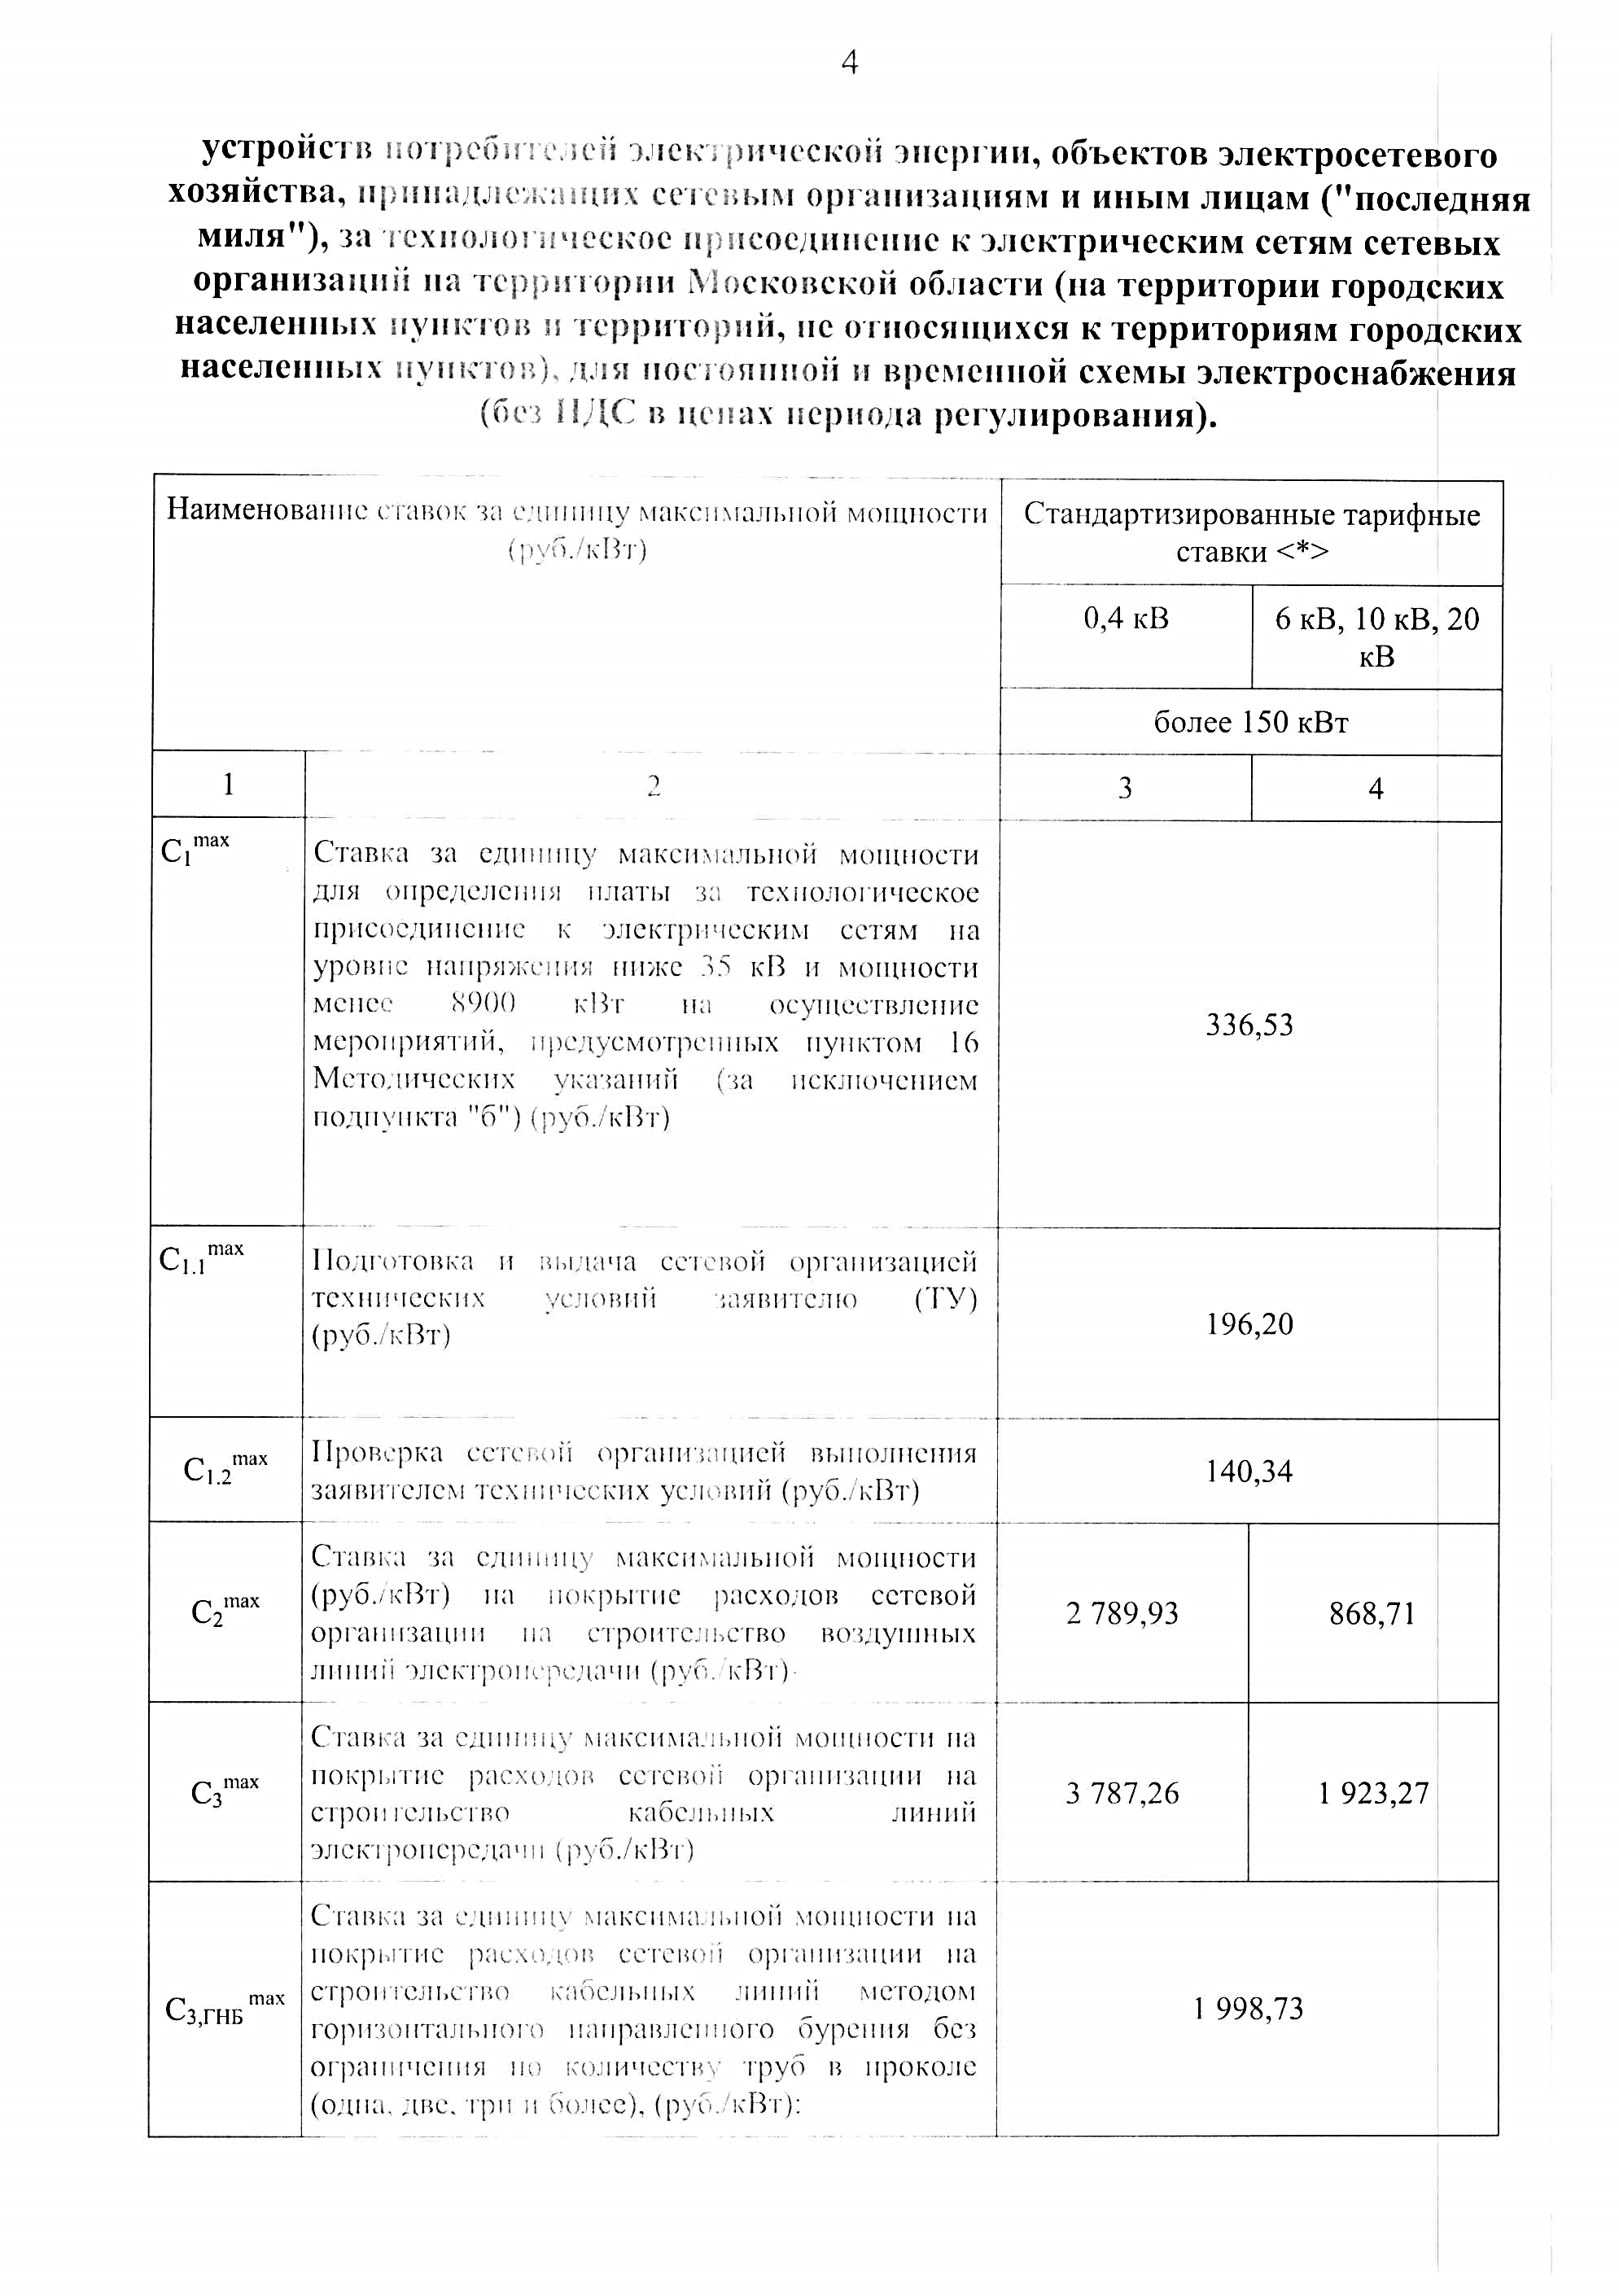 4
устройств потребителей электрической энергии, объектов электросетевого
хозяйства, принадлежащих сетевым организациям и иным лицам ("последняя
миля"), за технологическое присоединение к электрическим сетям сетевых
организаций на территории Московской области (на территории городских
населенных пунктов и территорий, не относящихся к территориям городских
населенных пунктов), для постоянной и временной схемы электроснабжения
(без НДС в ценах периода регулирования).
Наименование ставок за единицу максимальной мощности
(руб./кВт)
Стандартизированные тарифные
ставки <*>
0,4 кВ
6 кВ, 10 кВ, 20
кВ
более 150 кВт
1
2
3
4
C1max
Ставка за единицу максимальной мощности
для определения платы за технологическое
присоединение к электрическим сетям на
уровне напряжения ниже 35 кВ и мощности
менее 8900 кВт на осуществление
мероприятий, предусмотренных пунктом 16
Методических указаний (за исключением
подпункта "б") (руб./кВт)
336,53
C1.1max
Подготовка и выдача сетевой организацией
технических условий заявителю (ТУ)
(руб./кВт)
196,20
C1.2max
Проверка сетевой организацией выполнения
заявителем технических условий (руб./кВт)
140,34
C2max
Ставка за единицу максимальной мощности
(руб./кВт) на покрытие расходов сетевой
организации на строительство воздушных
линий электропередачи (руб./кВт)
2 789,93
868,71
C3max
Ставка за единицу максимальной мощности на
покрытие расходов сетевой организации на
строительство кабельных линий
электропередачи (руб./кВт)
3 787,26
1 923,27
C3,ГНБmax
Ставка за единицу максимальной мощности на
покрытие расходов сетевой организации на
строительство кабельных линий методом
горизонтального направленного бурения без
ограничения по количеству труб в проколе
(одна, две, три и более), (руб./кВт):
1 998,73